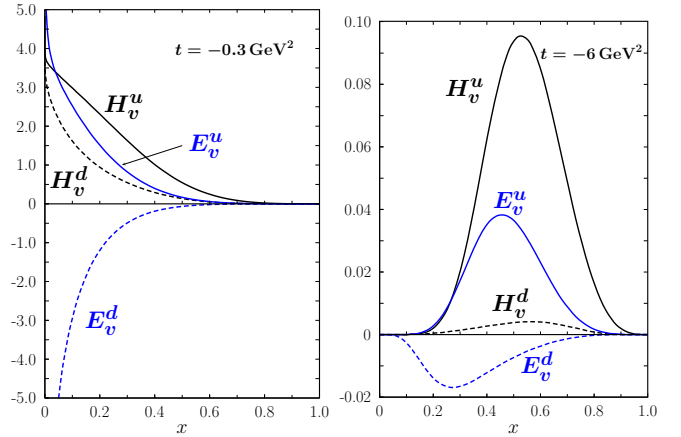 5.0
4.0
3.0
2.0
1.0
0
-1.0
-2.0
-3.0
-4.0
-5.0
0
0.2
0.4
0.6
0.8
1.0
x
t = −0.3 GeV²
H_v^u
E_v^u
H_v^d
E_v^d
0.10
0.08
0.06
0.04
0.02
0
-0.02
0
0.2
0.4
0.6
0.8
1.0
x
t = −6 GeV²
H_v^u
E_v^u
H_v^d
E_v^d